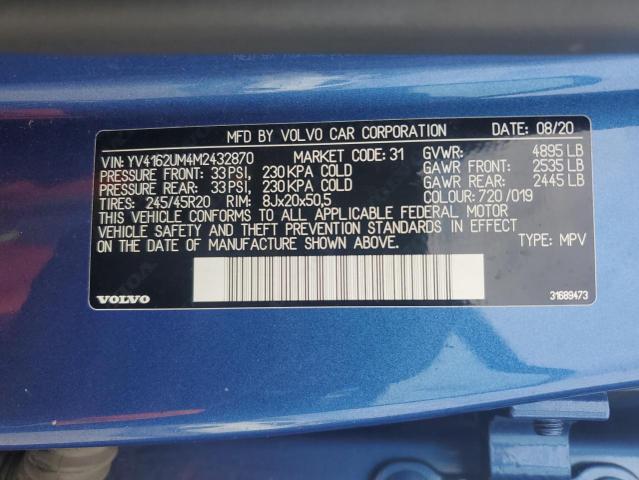 MFD BY VOLVO CAR CORPORATION DATE: 08/20
VIN: YV4162UM4M2432870 MARKET CODE: 31 GVWR: 4895 LB
PRESSURE FRONT: 33 PSI, 230 KPA COLD GAWR FRONT: 2535 LB
PRESSURE REAR: 33 PSI, 230 KPA COLD GAWR REAR: 2445 LB
TIRES: 245/45R20 RIM: 8Jx20x50,5 COLOUR: 720/019
THIS VEHICLE CONFORMS TO ALL APPLICABLE FEDERAL MOTOR
VEHICLE SAFETY AND THEFT PREVENTION STANDARDS IN EFFECT
ON THE DATE OF MANUFACTURE SHOWN ABOVE. TYPE: MPV
VOLVO 31689473